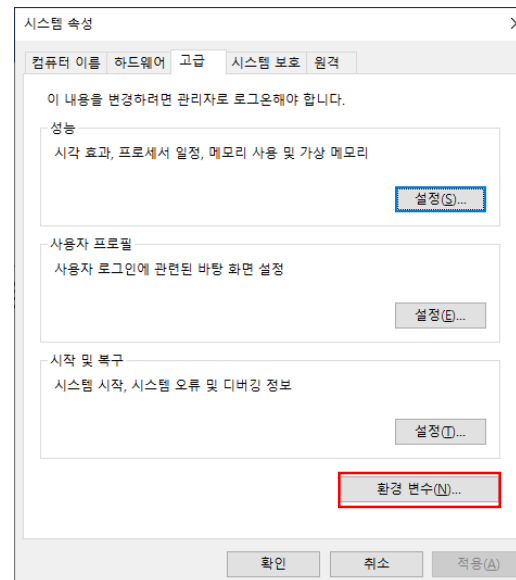 시스템 속성
컴퓨터 이름 하드웨어 고급 시스템 보호 원격
이 내용을 변경하려면 관리자로 로그온해야 합니다.
성능
시각 효과, 프로세서 일정, 메모리 사용 및 가상 메모리
설정(S)...
사용자 프로필
사용자 로그인에 관련된 바탕 화면 설정
설정(E)...
시작 및 복구
시스템 시작, 시스템 오류 및 디버깅 정보
설정(T)...
환경 변수(N)...
확인 취소 적용(A)